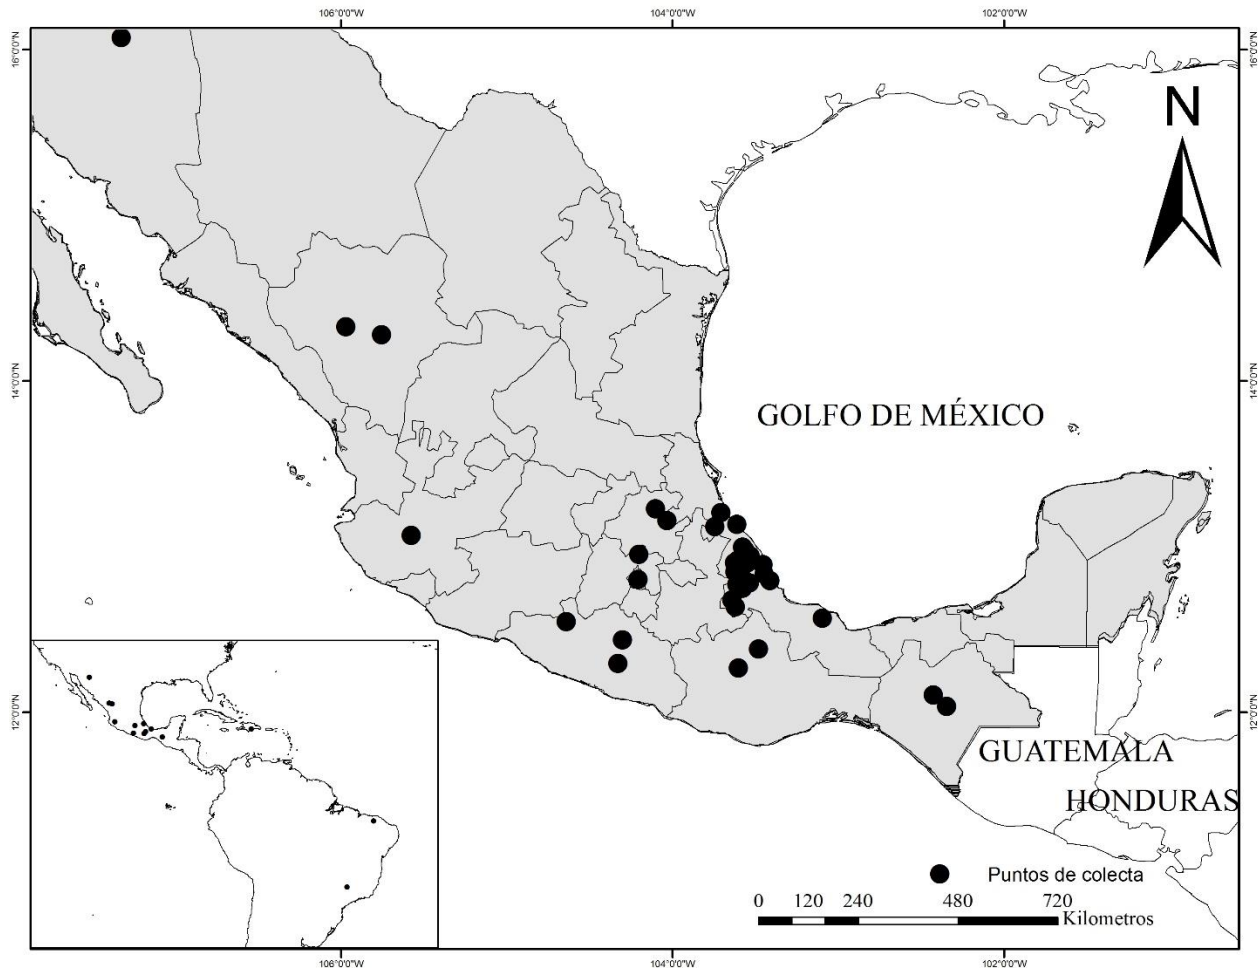 106°0'0"W 104°0'0"W 102°0'0"W
16°0'0"N 16°0'0"N
N
14°0'0"N 14°0'0"N
GOLFO DE MÉXICO
12°0'0"N 12°0'0"N
GUATEMALA
HONDURAS
Puntos de colecta
0 120 240 480 720
Kilometros
106°0'0"W 104°0'0"W 102°0'0"W